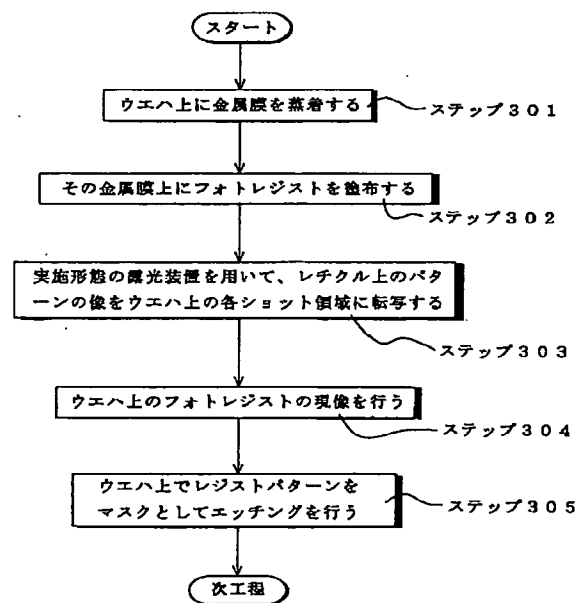 スタート
ウエハ上に金属膜を蒸着する
ステップ301
その金属膜上にフォトレジストを塗布する
ステップ302
実施形態の露光装置を用いて、レチクル上のパタ
ーンの像をウエハ上の各ショット領域に転写する
ステップ303
ウエハ上のフォトレジストの現像を行う
ステップ304
ウエハ上でレジストパターンを
マスクとしてエッチングを行う
ステップ305
次工程